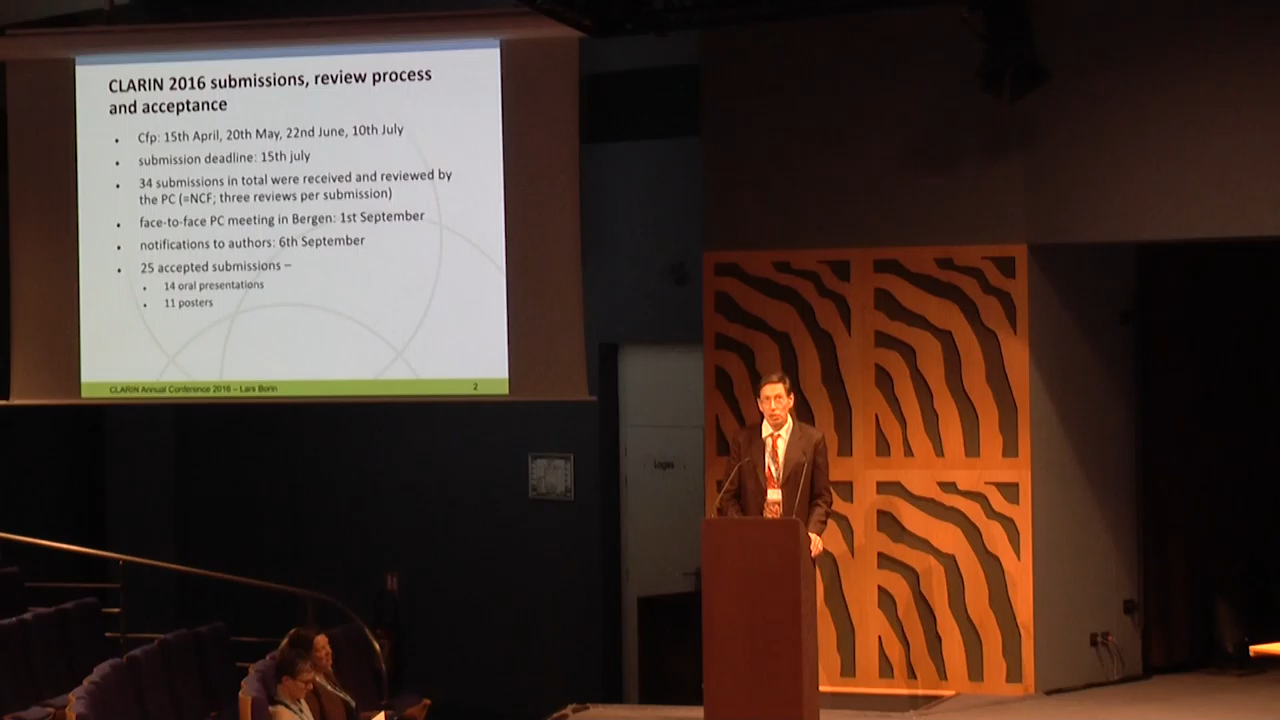 CLARIN 2016 submissions, review process
and acceptance
• Cfp: 15th April, 20th May, 22nd June, 10th July
• submission deadline: 15th july
• 34 submissions in total were received and reviewed by
the PC (=NCF; three reviews per submission)
• face-to-face PC meeting in Bergen: 1st September
• notifications to authors: 6th September
• 25 accepted submissions –
• 14 oral presentations
• 11 posters
CLARIN Annual Conference 2016 – Lars Borin 2
Loges